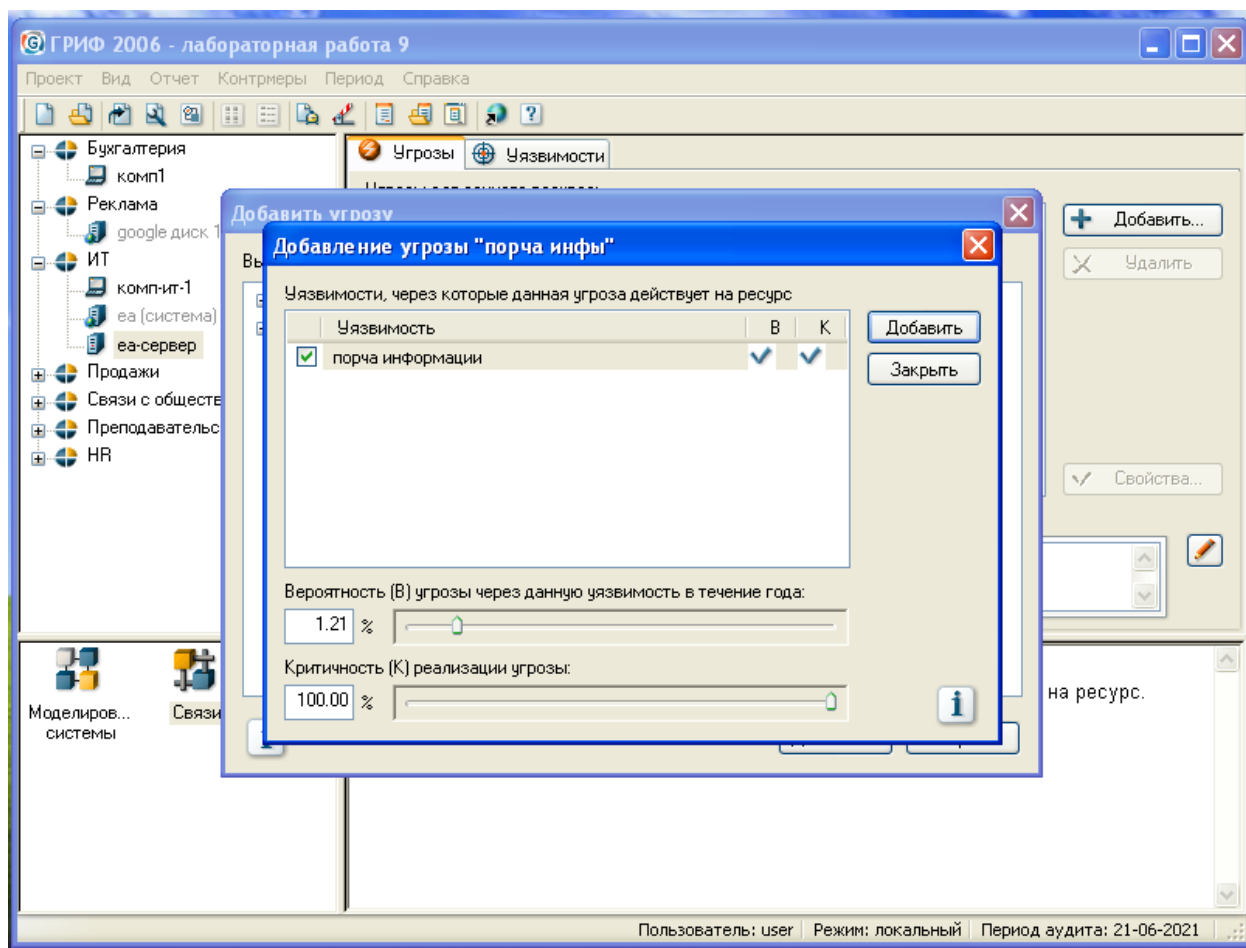 ГРИФ 2006 - лабораторная работа 9
Проект Вид Отчет Контрмеры Период Справка
Бухгалтерия
комп1
Реклама
google диск 1
ИТ
комп-ит-1
еа (система)
еа-сервер
Продажи
Связи с обществ
Преподавательс
HR
Угрозы Уязвимости
Добавить...
Удалить
Свойства...
Добавить угрозу
Вы
Добавление угрозы "порча инфы"
Уязвимости, через которые данная угроза действует на ресурс
Уязвимость В К
порча информации
Добавить
Закрыть
Вероятность (В) угрозы через данную уязвимость в течение года:
1.21 %
Критичность (К) реализации угрозы:
100.00 %
на ресурс.
Моделиров...
системы
Связи
Пользователь: user Режим: локальный Период аудита: 21-06-2021